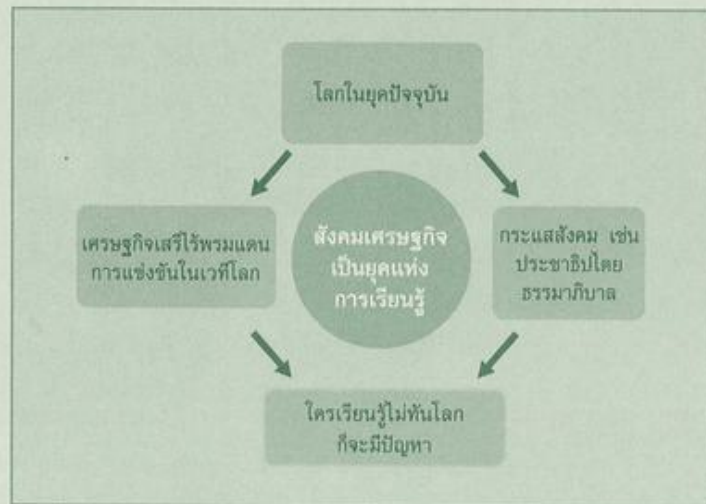 โลกในยุคปัจจุบัน
เศรษฐกิจเสรีไร้พรมแดน
การแข่งขันในเวทีโลก
สังคมเศรษฐกิจ
เป็นยุคแห่ง
การเรียนรู้
กระแสสังคม เช่น
ประชาธิปไตย
ธรรมาภิบาล
ใครเรียนรู้ไม่ทันโลก
ก็จะมีปัญหา